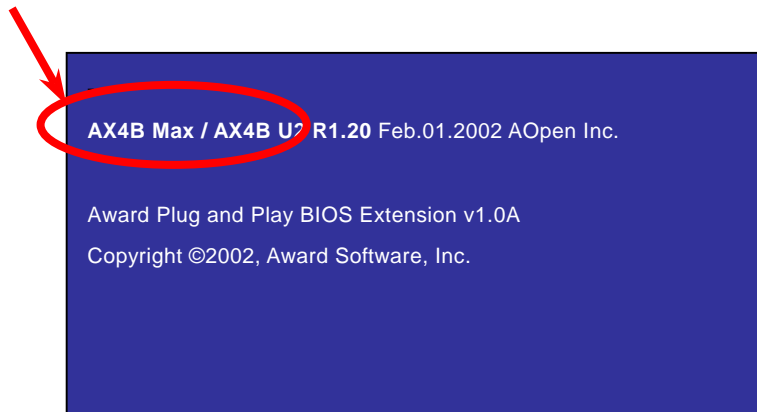 AX4B Max / AX4B U2 R1.20 Feb.01.2002 AOpen Inc.
Award Plug and Play BIOS Extension v1.0A
Copyright ©2002, Award Software, Inc.